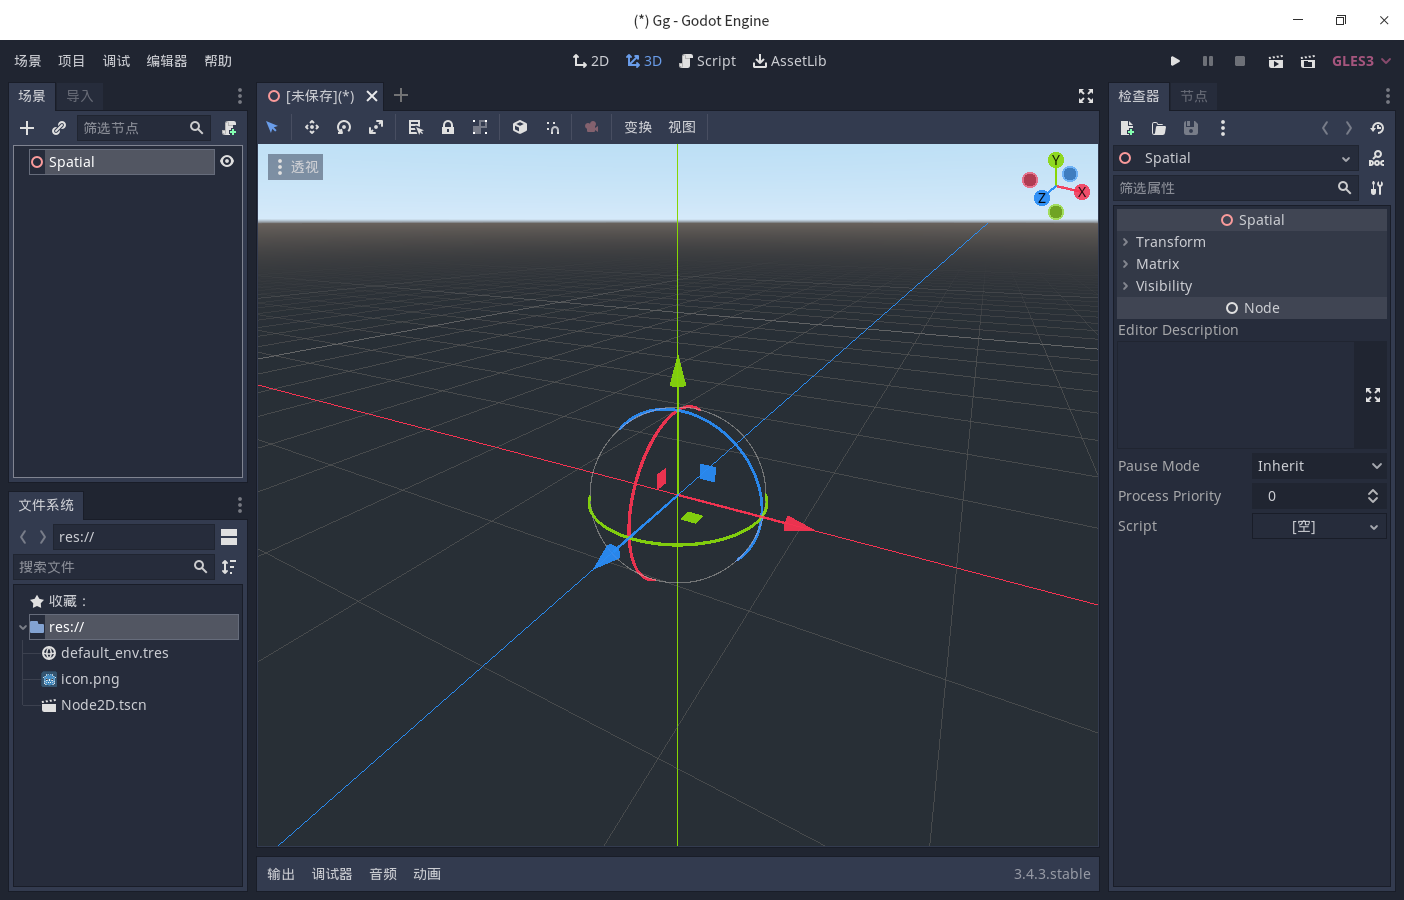 (*) Gg - Godot Engine
场景 项目 调试 编辑器 帮助 2D 3D Script AssetLib GLES3
场景 导入
筛选节点
Spatial
[未保存](*)
变换 视图
透视
Y
X
Z
检查器 节点
Spatial
筛选属性
Spatial
Transform
Matrix
Visibility
Node
Editor Description
Pause Mode Inherit
Process Priority 0
Script [空]
文件系统
res://
搜索文件
收藏：
res://
default_env.tres
icon.png
Node2D.tscn
输出 调试器 音频 动画 3.4.3.stable